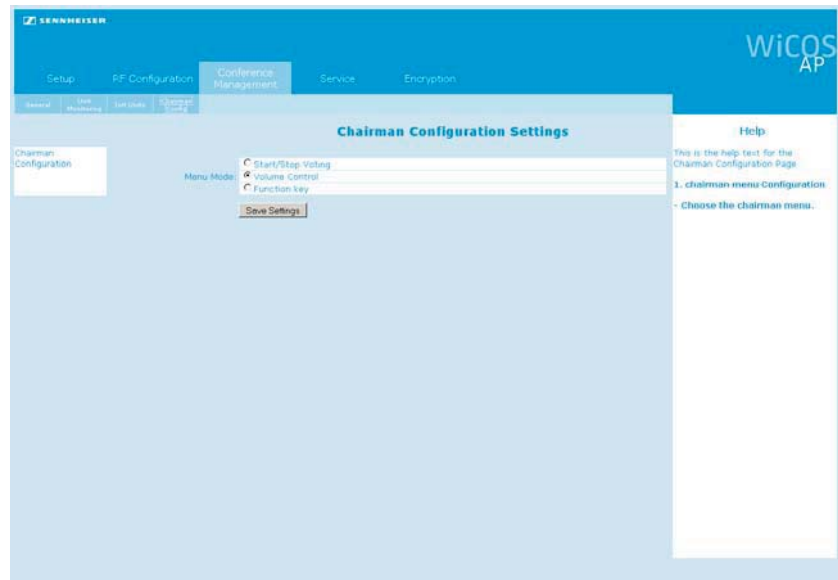 SENNHEISER
WiCOS
AP
Setup
RF Configuration
Conference
Management
Service
Encryption
General
Live
Monitoring
Chairman
Config
Chairman Configuration Settings
Chairman
Configuration
Menu Mode:
Start/Stop Voting
Volume Control
Function key
Save Settings
Help
This is the help text for the
Chairman Configuration Page
1. chairman menu Configuration
- Choose the chairman menu.